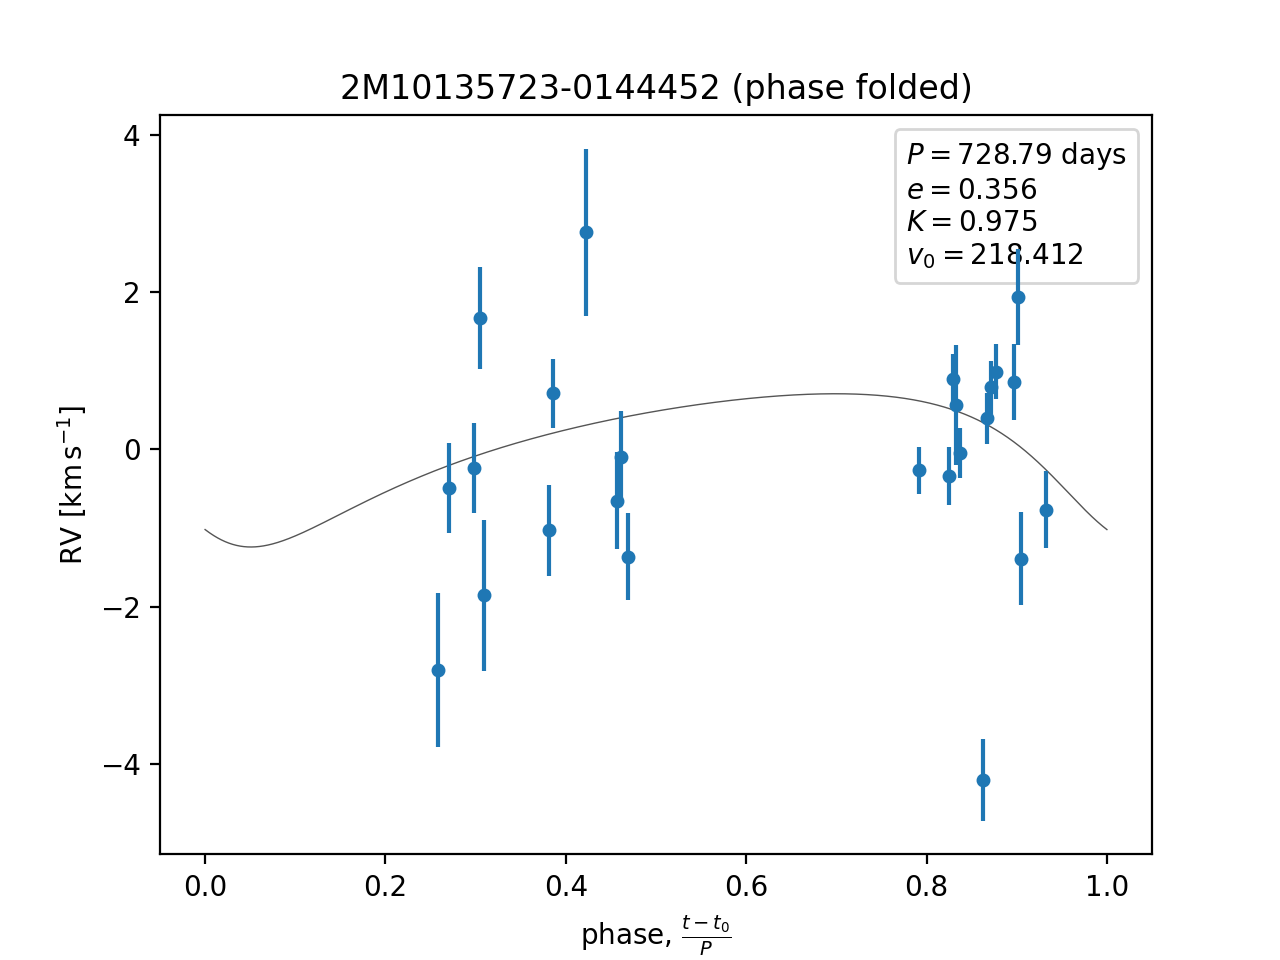 2M10135723-0144452 (phase folded)
P = 728.79 days
e = 0.356
K = 0.975
v₀ = 218.412
RV [km s⁻¹]
4
2
0
−2
−4
0.0 0.2 0.4 0.6 0.8 1.0
phase, (t − t₀)/P